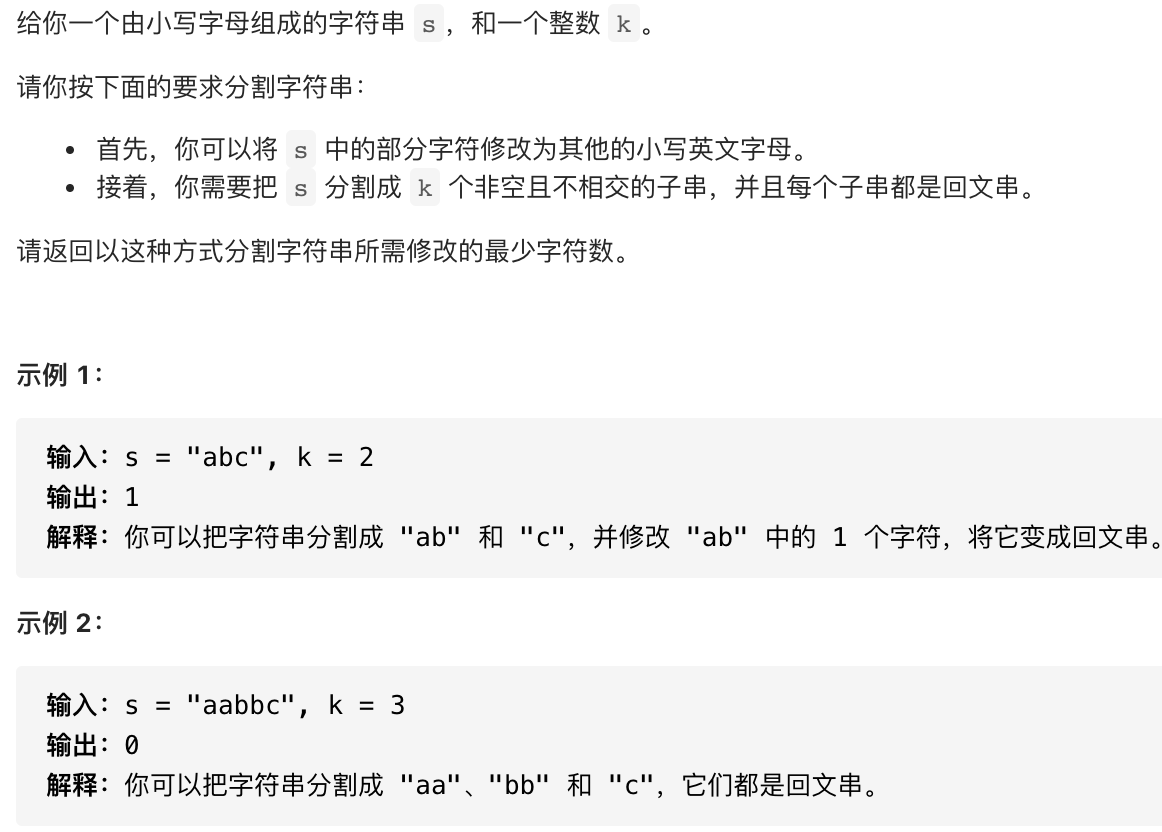 给你一个由小写字母组成的字符串 s，和一个整数 k。
请你按下面的要求分割字符串：
• 首先，你可以将 s 中的部分字符修改为其他的小写英文字母。
• 接着，你需要把 s 分割成 k 个非空且不相交的子串，并且每个子串都是回文串。
请返回以这种方式分割字符串所需修改的最少字符数。
示例 1：
输入：s = "abc", k = 2
输出：1
解释：你可以把字符串分割成 "ab" 和 "c"，并修改 "ab" 中的 1 个字符，将它变成回文串。
示例 2：
输入：s = "aabbc", k = 3
输出：0
解释：你可以把字符串分割成 "aa"、"bb" 和 "c"，它们都是回文串。